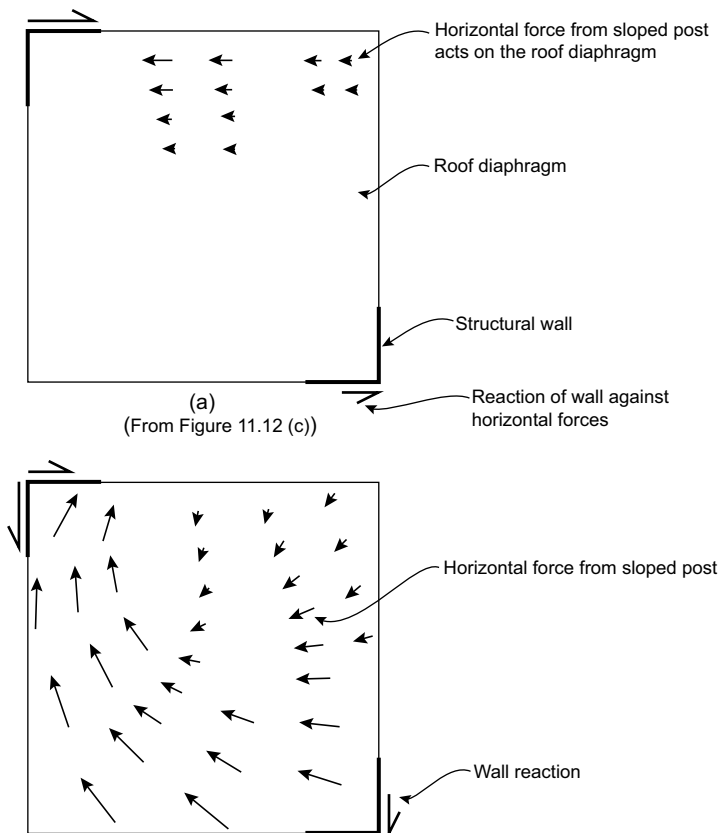 Horizontal force from sloped post
acts on the roof diaphragm
Roof diaphragm
Structural wall
Reaction of wall against
horizontal forces
(a)
(From Figure 11.12 (c))
Horizontal force from sloped post
Wall reaction